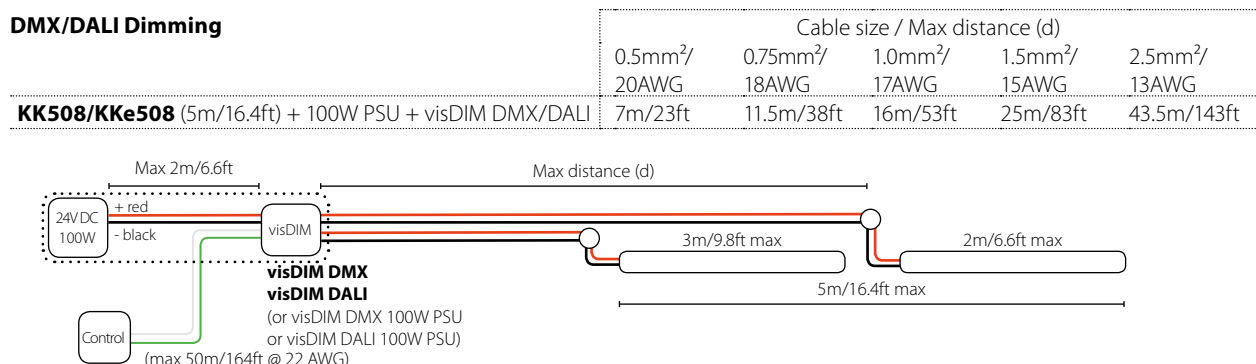 DMX/DALI Dimming
Cable size / Max distance (d)
0.5mm²/ 0.75mm²/ 1.0mm²/ 1.5mm²/ 2.5mm²/
20AWG 18AWG 17AWG 15AWG 13AWG
KK508/KKe508 (5m/16.4ft) + 100W PSU + visDIM DMX/DALI 7m/23ft 11.5m/38ft 16m/53ft 25m/83ft 43.5m/143ft
Max 2m/6.6ft
Max distance (d)
24V DC
100W
+ red
- black
visDIM
3m/9.8ft max
2m/6.6ft max
visDIM DMX
visDIM DALI
5m/16.4ft max
(or visDIM DMX 100W PSU
or visDIM DALI 100W PSU)
Control
(max 50m/164ft @ 22 AWG)